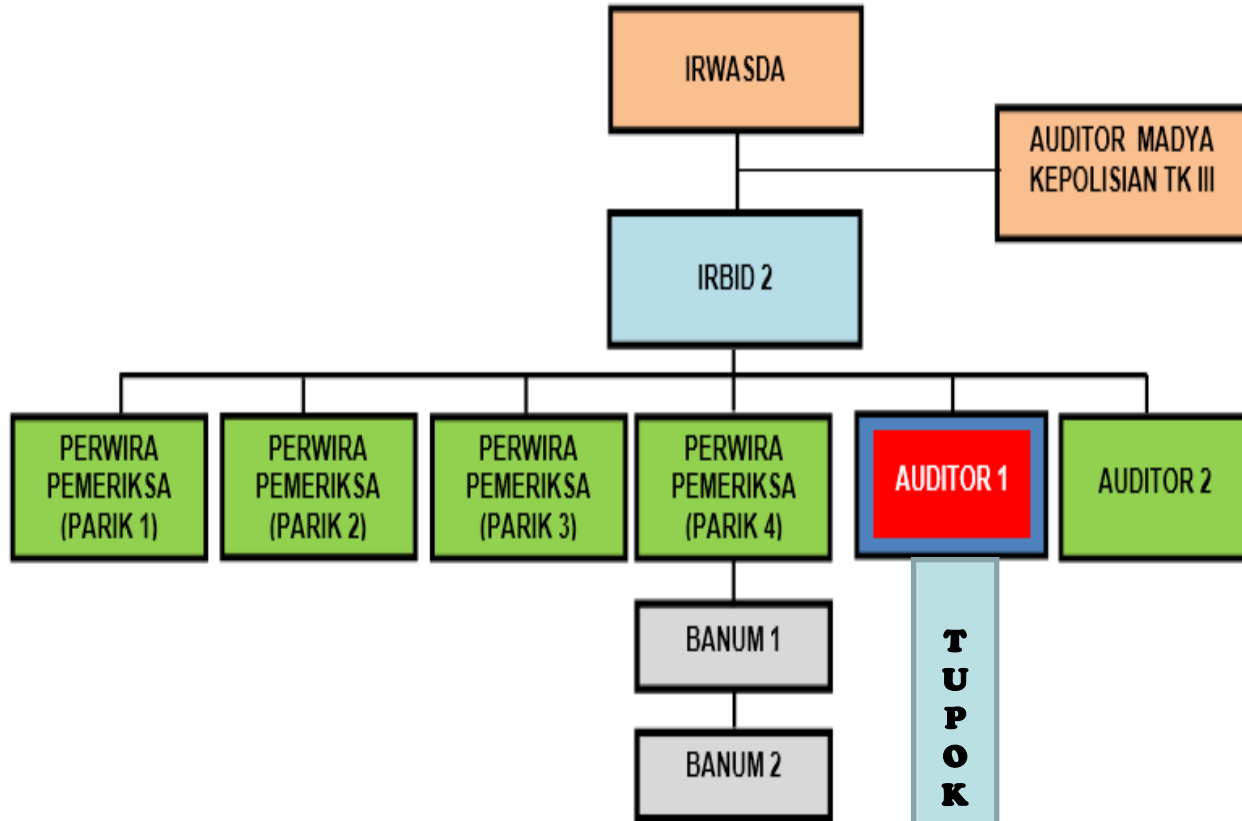 IRWASDA
AUDITOR MADYA
KEPOLISIAN TK III
IRBID 2
PERWIRA
PEMERIKSA
(PARIK 1)
PERWIRA
PEMERIKSA
(PARIK 2)
PERWIRA
PEMERIKSA
(PARIK 3)
PERWIRA
PEMERIKSA
(PARIK 4)
AUDITOR 1
AUDITOR 2
BANUM 1
BANUM 2
T
U
P
O
K